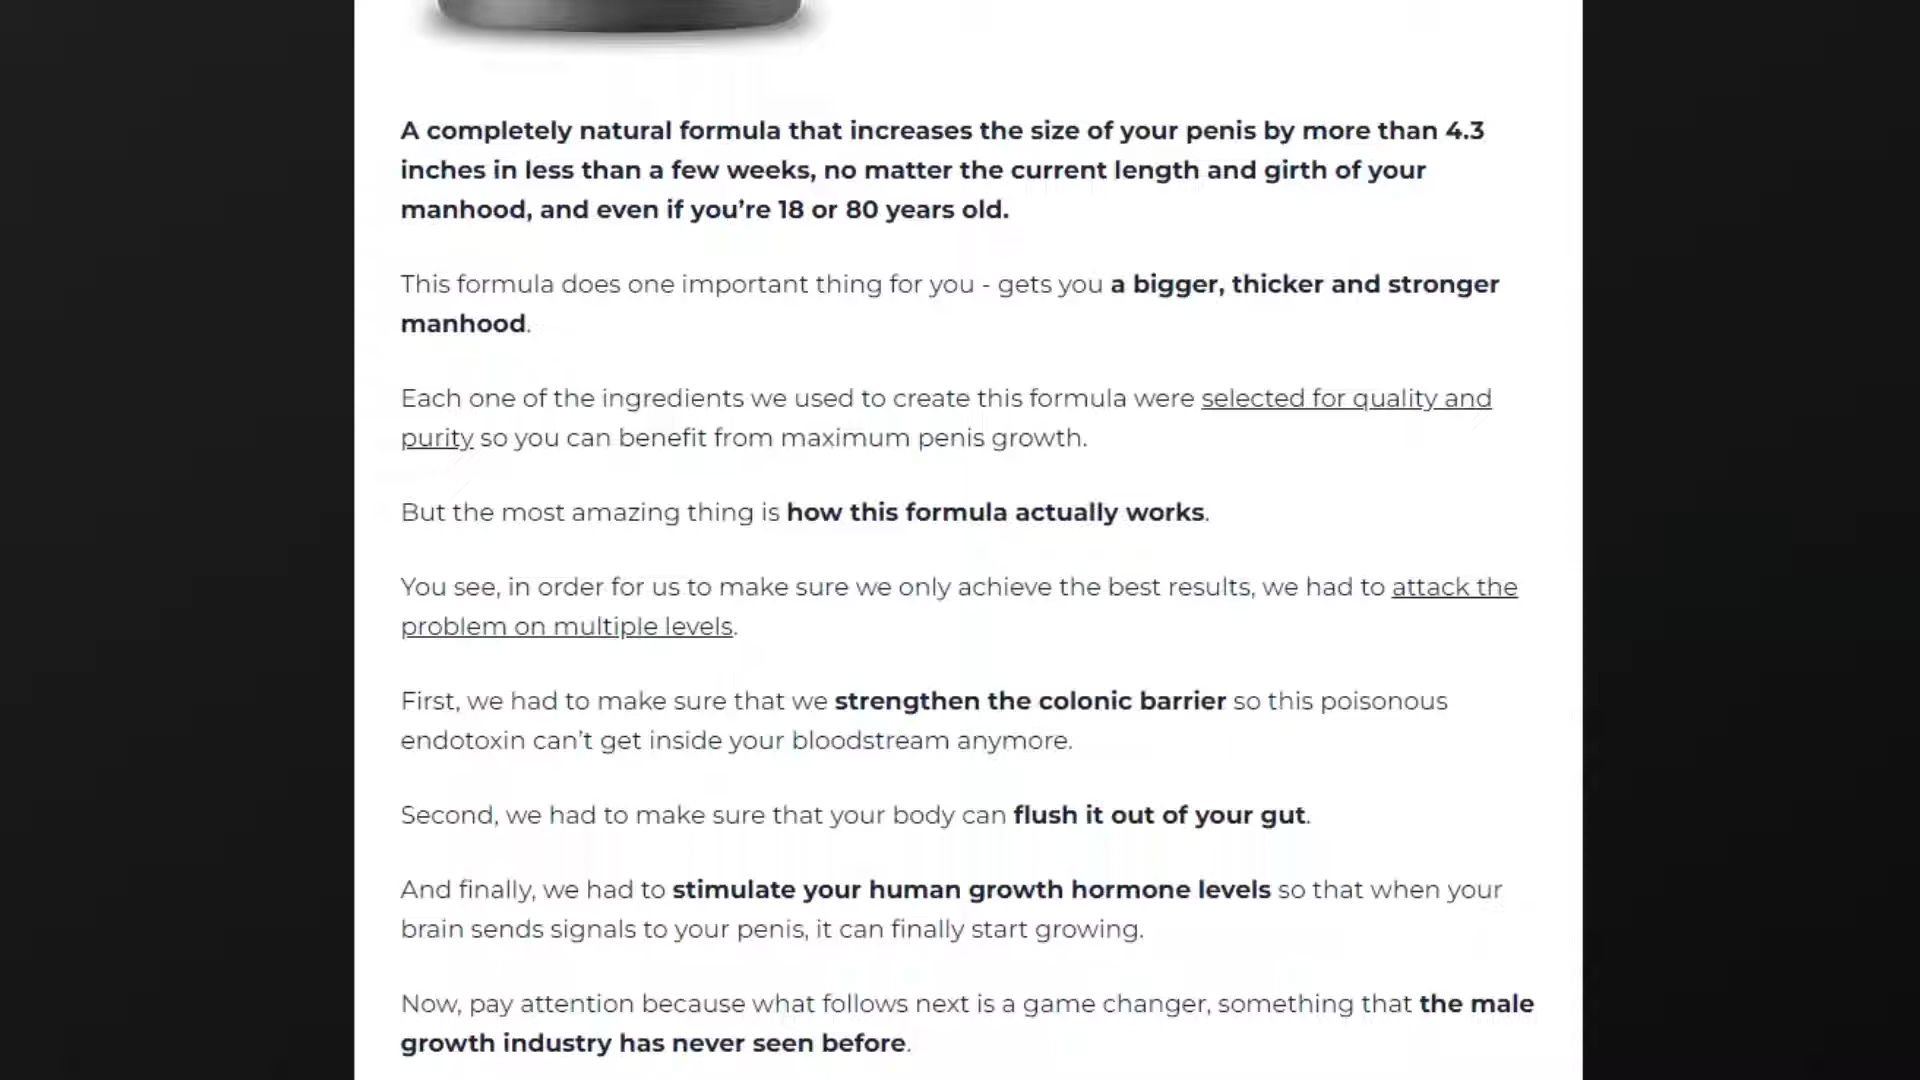 A completely natural formula that increases the size of your penis by more than 4.3
inches in less than a few weeks, no matter the current length and girth of your
manhood, and even if you’re 18 or 80 years old.
This formula does one important thing for you - gets you a bigger, thicker and stronger
manhood.
Each one of the ingredients we used to create this formula were selected for quality and
purity so you can benefit from maximum penis growth.
But the most amazing thing is how this formula actually works.
You see, in order for us to make sure we only achieve the best results, we had to attack the
problem on multiple levels.
First, we had to make sure that we strengthen the colonic barrier so this poisonous
endotoxin can’t get inside your bloodstream anymore.
Second, we had to make sure that your body can flush it out of your gut.
And finally, we had to stimulate your human growth hormone levels so that when your
brain sends signals to your penis, it can finally start growing.
Now, pay attention because what follows next is a game changer, something that the male
growth industry has never seen before.